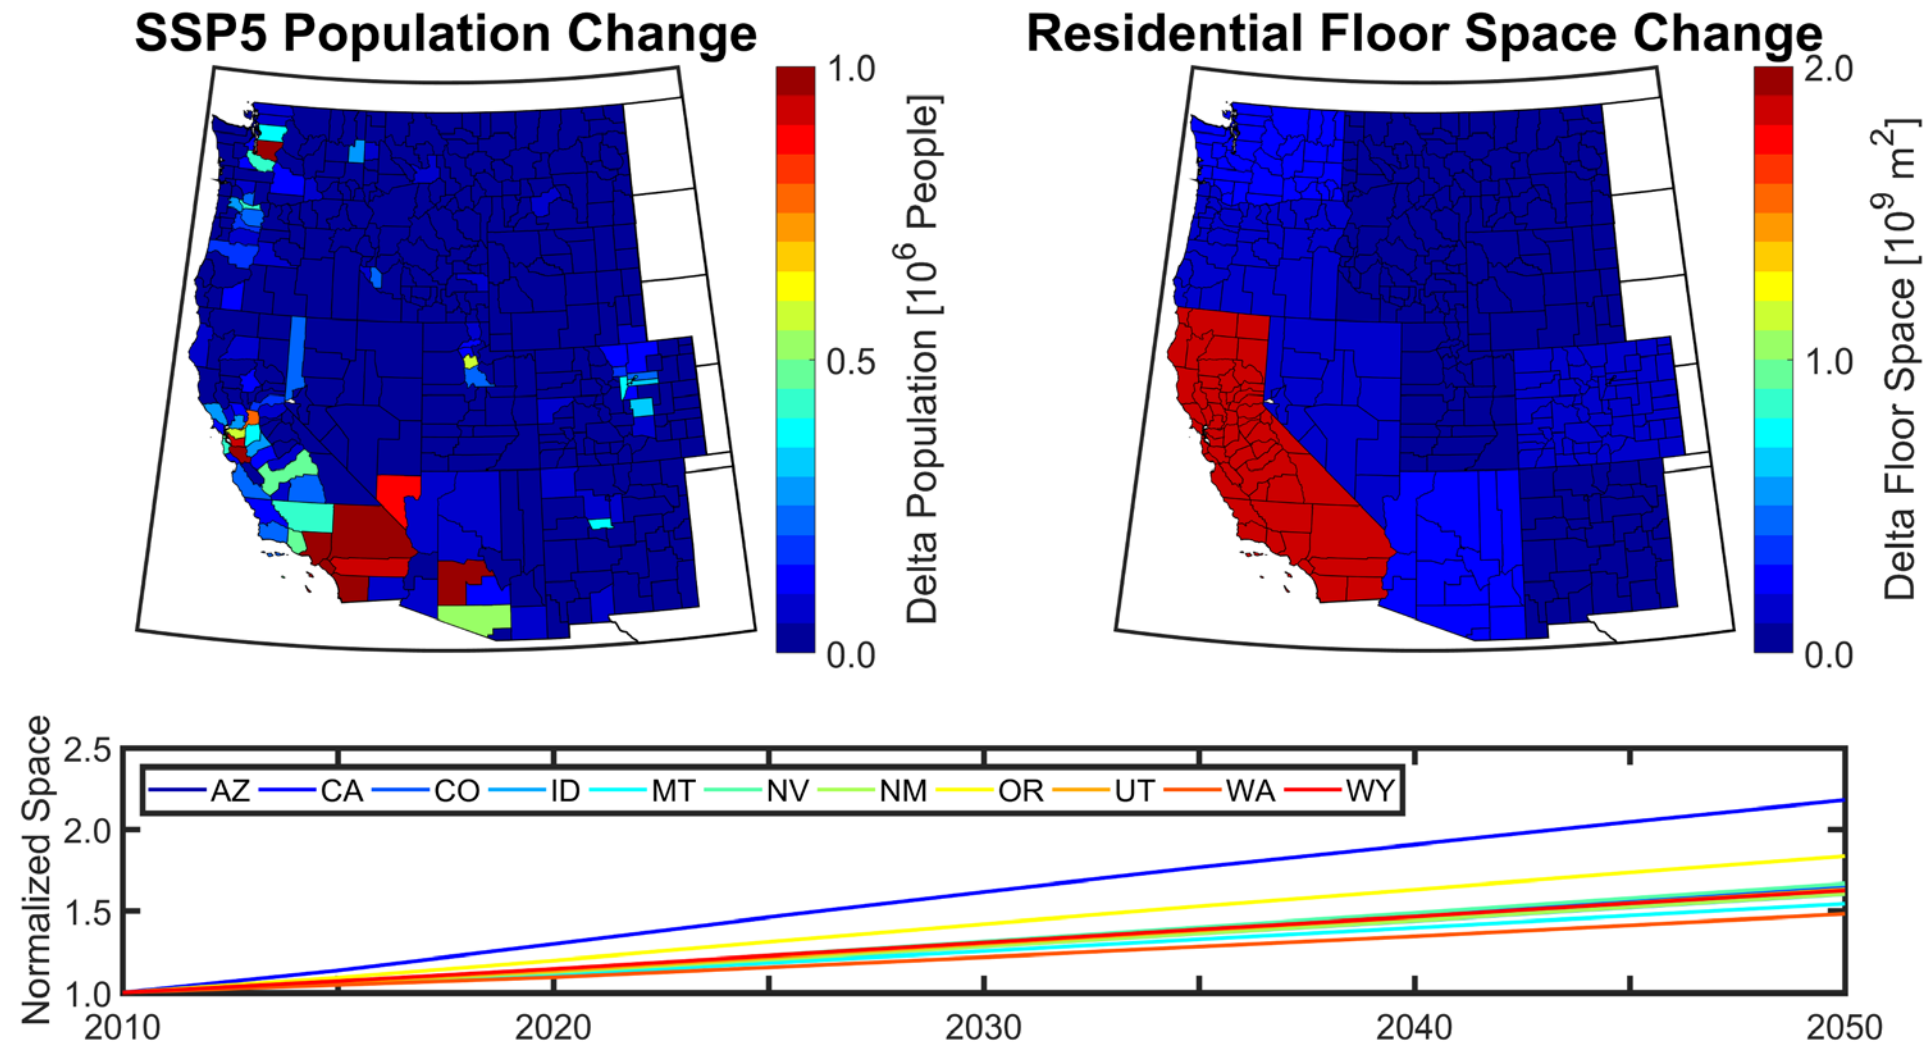 SSP5 Population Change
1.0
0.5
0.0
Delta Population [10^6 People]
Residential Floor Space Change
2.0
1.0
0.0
Delta Floor Space [10^9 m^2]
Normalized Space
2.5
2.0
1.5
1.0
AZ CA CO ID MT NV NM OR UT WA WY
2010 2020 2030 2040 2050